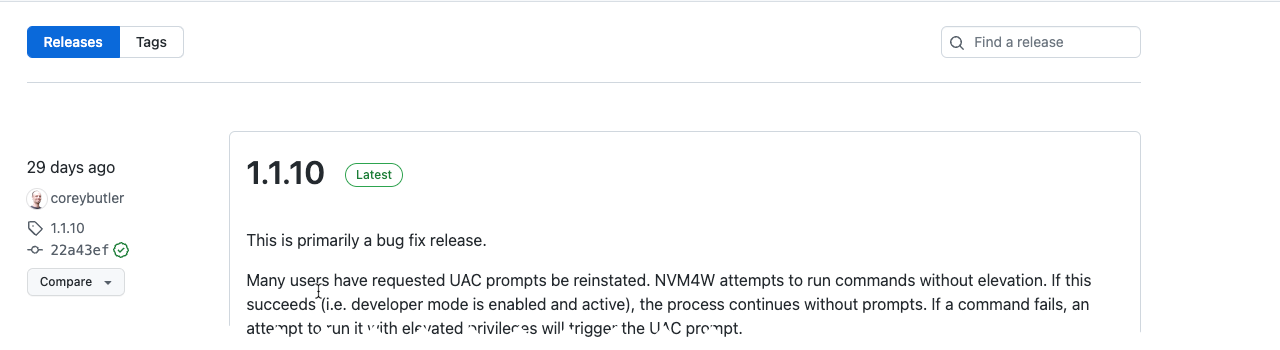 Releases Tags Find a release
29 days ago
coreybutler
1.1.10
22a43ef
Compare
1.1.10 Latest
This is primarily a bug fix release.
Many users have requested UAC prompts be reinstated. NVM4W attempts to run commands without elevation. If this
succeeds (i.e. developer mode is enabled and active), the process continues without prompts. If a command fails, an
attempt to run it with elevated privileges will trigger the UAC prompt.